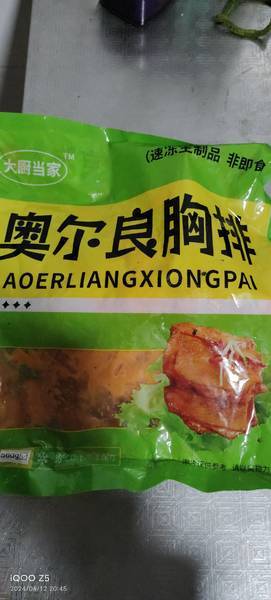 大厨当家 TM
(速冻生制品 非即食
奥尔良胸排
AOERLIANGXIONGPAI
iQOO Z5
2024/06/12 20:45